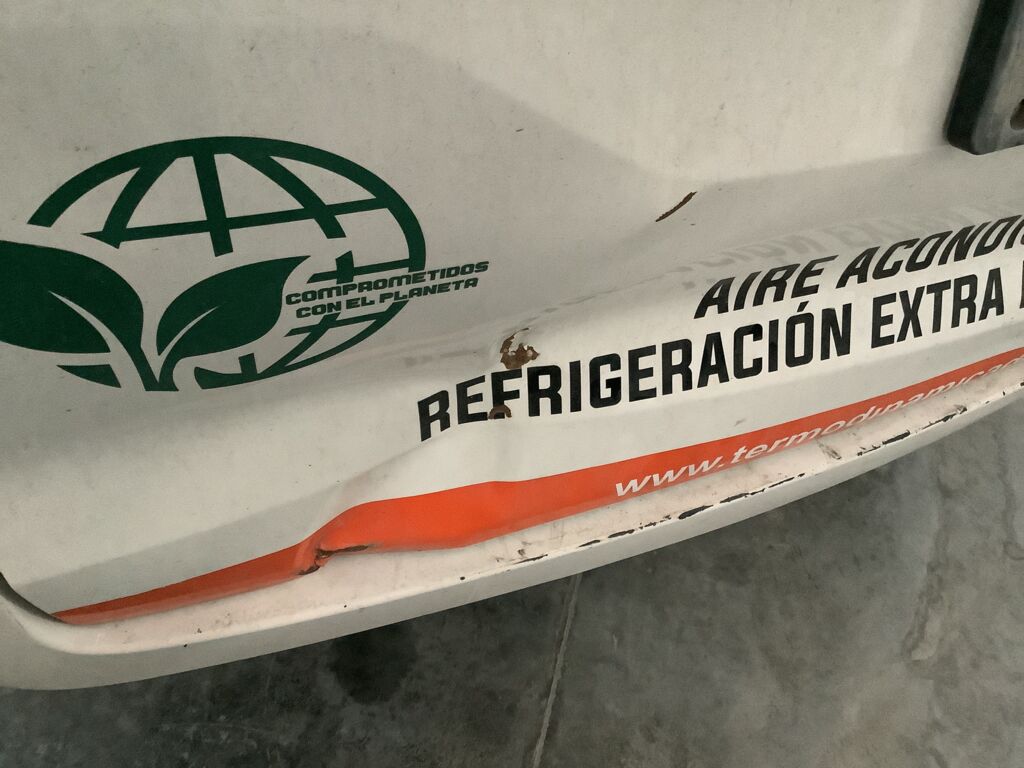 COMPROMETIDOS
CON EL PLANETA
AIRE ACONDI
REFRIGERACIÓN EXTRA
www.termodinamica